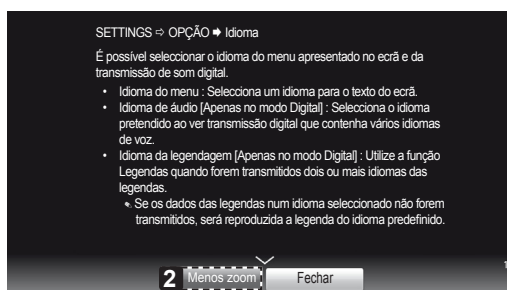 SETTINGS ⇨ OPÇÃO ➡ Idioma
É possível seleccionar o idioma do menu apresentado no ecrã e da
transmissão de som digital.
• Idioma do menu : Selecciona um idioma para o texto do ecrã.
• Idioma de áudio [Apenas no modo Digital] : Selecciona o idioma
pretendido ao ver transmissão digital que contenha vários idiomas
de voz.
• Idioma da legendagem [Apenas no modo Digital] : Utilize a função
Legendas quando forem transmitidos dois ou mais idiomas das
legendas.
Se os dados das legendas num idioma seleccionado não forem
transmitidos, será reproduzida a legenda do idioma predefinido.
2 Menos zoom Fechar